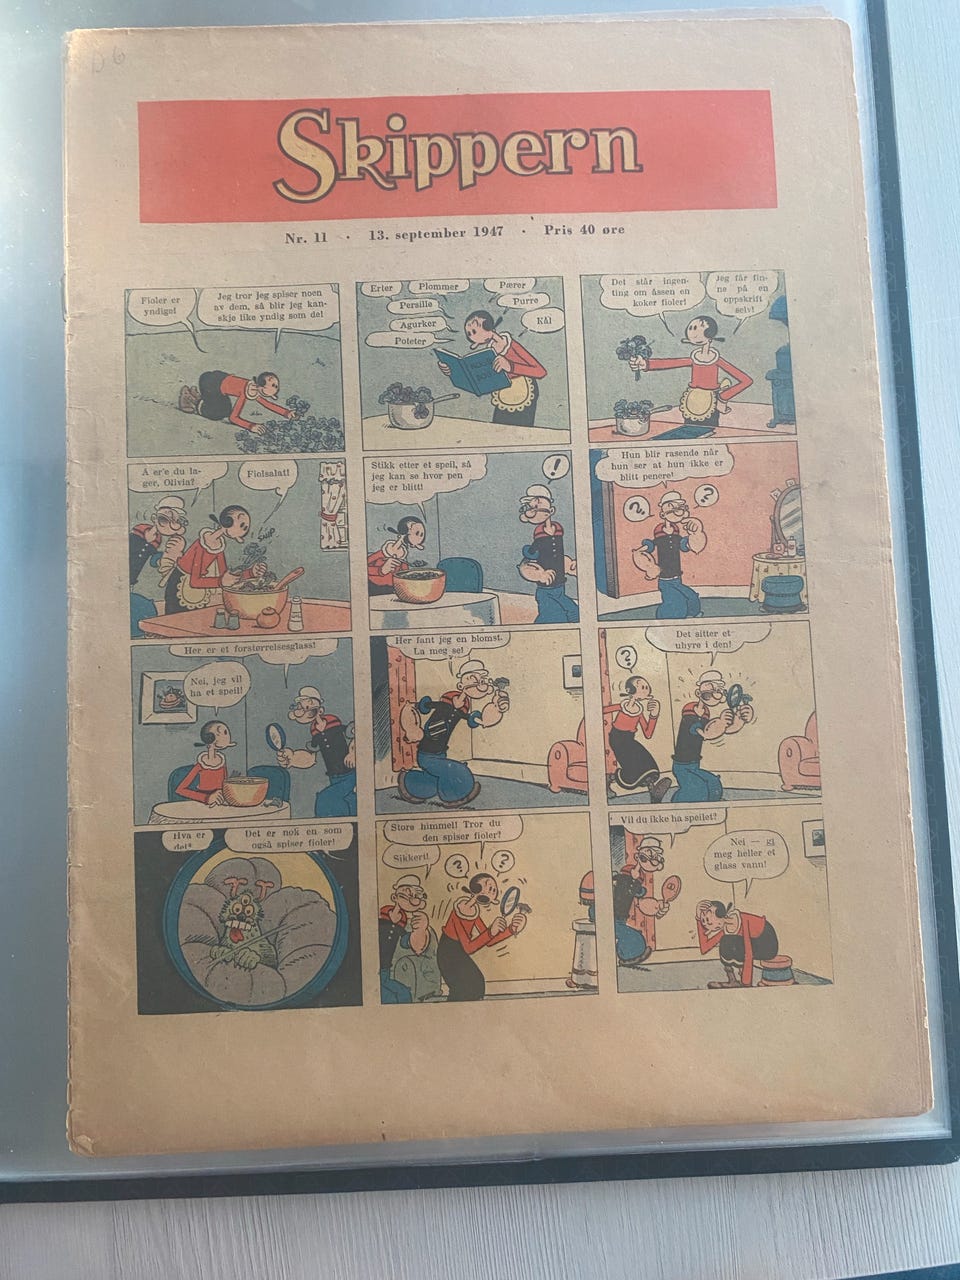 D 6
Skippern
Nr. 11 · 13. september 1947 · Pris 40 øre
Fioler er
yndige!
Jeg tror jeg spiser noen
av dem, så blir jeg kan-
skje like yndig som de!
Erter
Plommer
Pærer
Persille
Purre
Agurker
Kål
Poteter
Det står ingen-
ting om åssen en
koker fioler!
Jeg får fin-
ne på en
oppskrift
selv!
Å er'e du la-
ger, Olivia?
Fiolsalat!
SNIP
Stikk etter et speil, så
jeg kan se hvor pen
jeg er blitt!
!
Hun blir rasende når
hun ser at hun ikke er
blitt penere!
?
?
Her er et forstørrelsesglass!
Nei, jeg vil
ha et speil!
Her fant jeg en blomst.
La meg se!
Det sitter et
uhyre i den!
?
Hva er
det?
Det er nok en som
også spiser fioler!
Store himmel! Tror du
den spiser fioler?
Sikkert!
?
?
Vil du ikke ha speilet?
Nei — gi
meg heller et
glass vann!